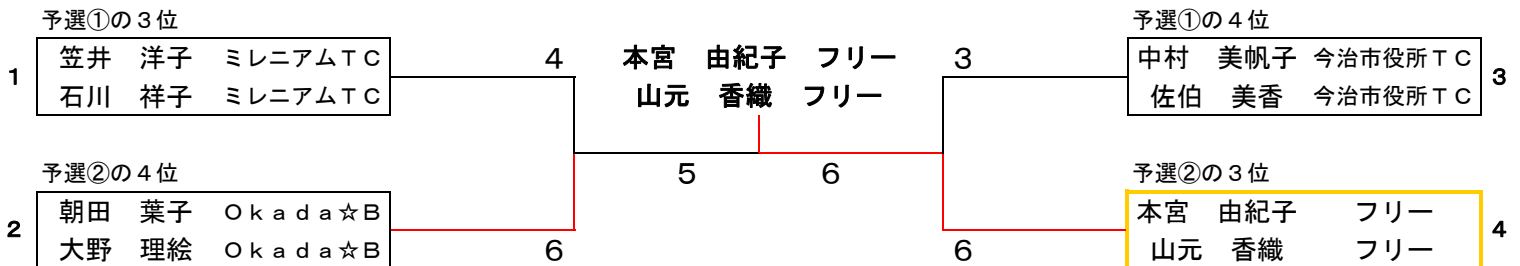 予選①の３位
1 笠井　洋子　ミレニアムＴＣ
石川　祥子　ミレニアムＴＣ
4
予選②の４位
2 朝田　葉子　Ｏｋａｄａ☆Ｂ
大野　理絵　Ｏｋａｄａ☆Ｂ
6
本宮　由紀子　フリー
山元　香織　フリー
5 6
予選①の４位
3 中村　美帆子　今治市役所ＴＣ 3
佐伯　美香　今治市役所ＴＣ
予選②の３位
本宮　由紀子　フリー 4
山元　香織　フリー
6